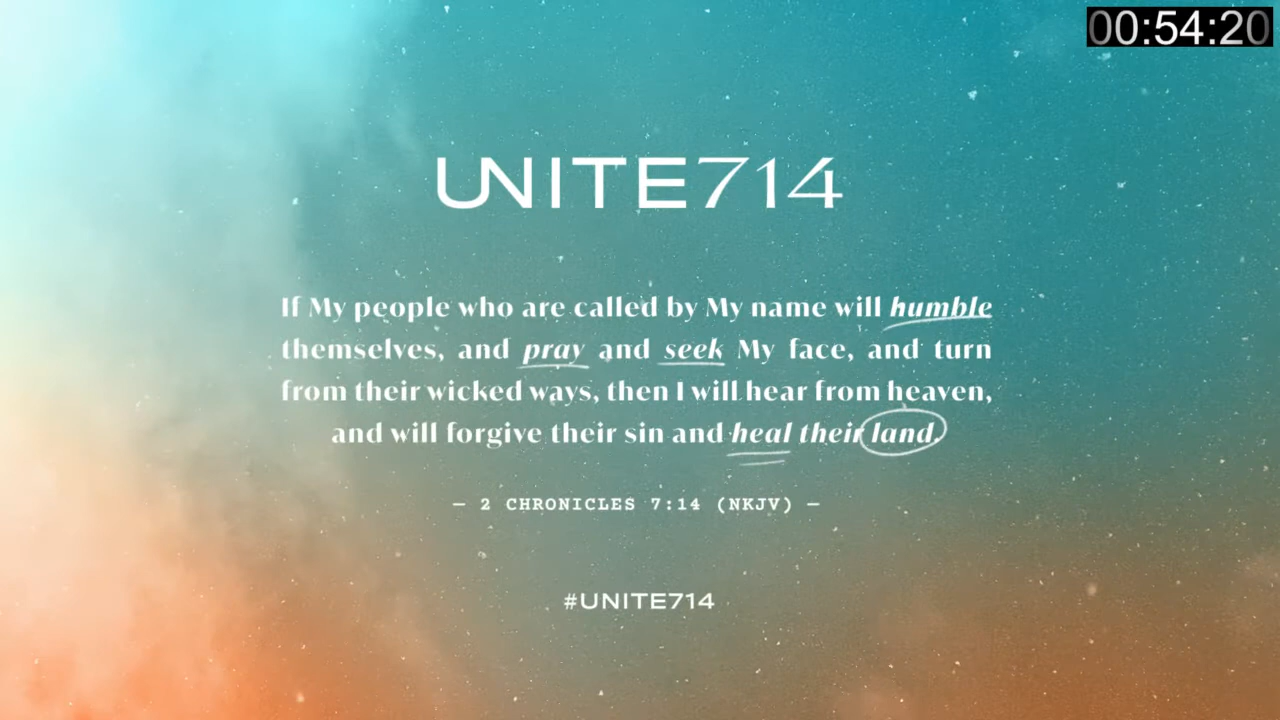 00:54:20
UNITE714
If My people who are called by My name will humble
themselves, and pray and seek My face, and turn
from their wicked ways, then I will hear from heaven,
and will forgive their sin and heal their land.
— 2 CHRONICLES 7:14 (NKJV) —
#UNITE714